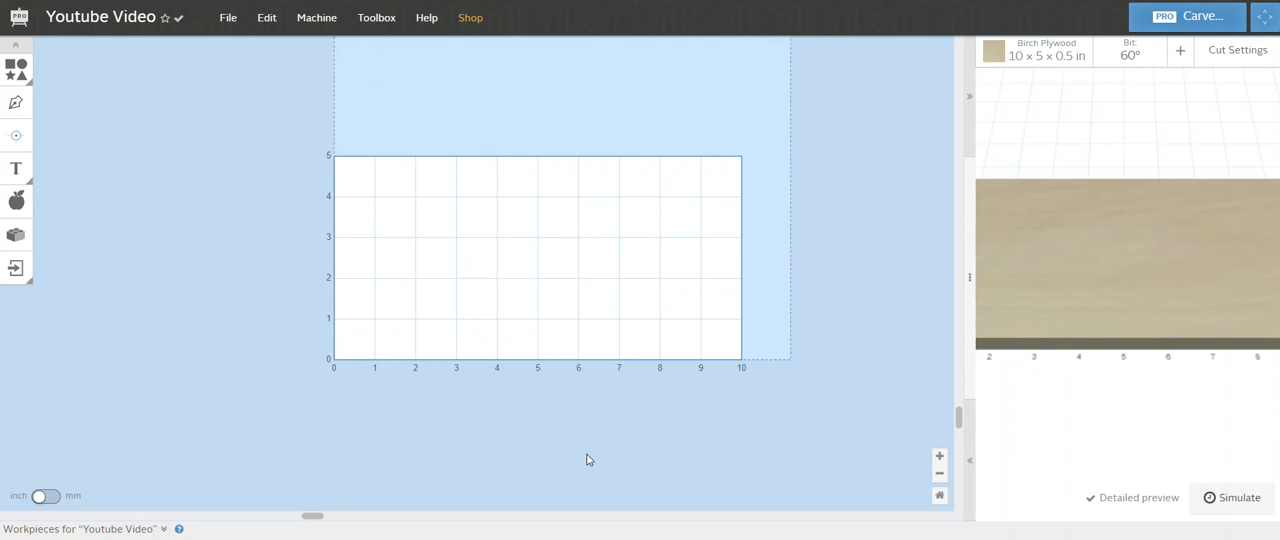 PRO Youtube Video File Edit Machine Toolbox Help Shop PRO Carve...
Birch Plywood
10 × 5 × 0.5 in
Bit:
60°
+
Cut Settings
T
5
4
3
2
1
0
0 1 2 3 4 5 6 7 8 9 10
2 3 4 5 6 7 8
inch mm
Detailed preview
Simulate
Workpieces for “Youtube Video” ?